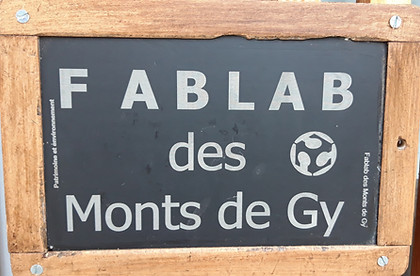 FABLAB
des
Monts de Gy
Patrimoine et environnement
Fablab des Monts de Gy